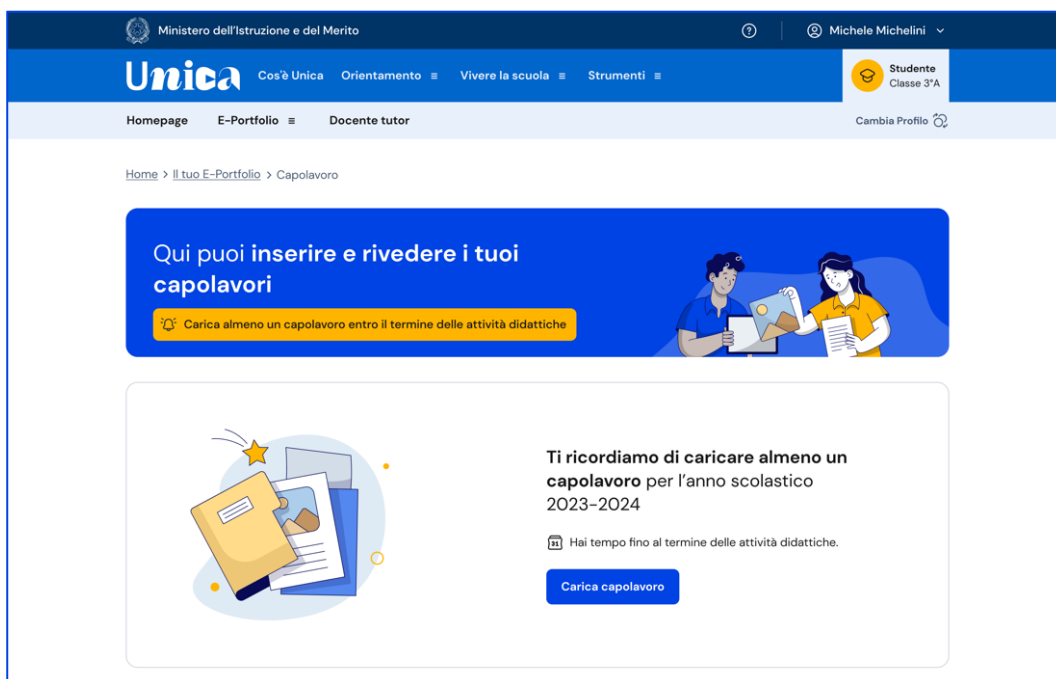 Ministero dell'Istruzione e del Merito
Michele Michelini
Unica
Cos'è Unica Orientamento Vivere la scuola Strumenti
Studente
Classe 3ªA
Homepage E-Portfolio Docente tutor
Cambia Profilo
Home > Il tuo E-Portfolio > Capolavoro
Qui puoi inserire e rivedere i tuoi
capolavori
Carica almeno un capolavoro entro il termine delle attività didattiche
Ti ricordiamo di caricare almeno un
capolavoro per l'anno scolastico
2023-2024
31
Hai tempo fino al termine delle attività didattiche.
Carica capolavoro